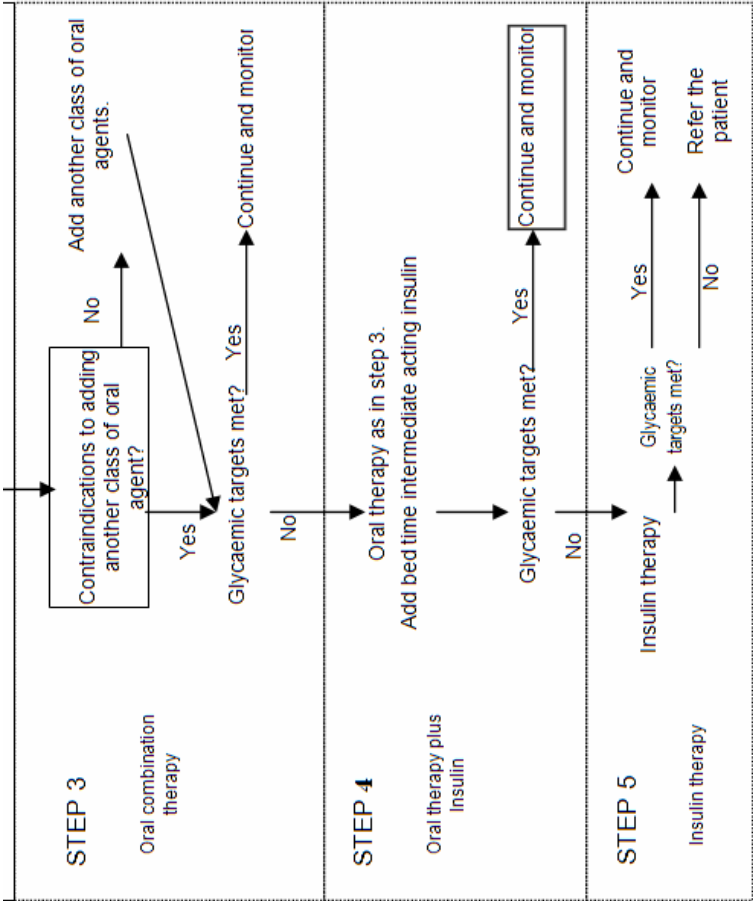 STEP 3
Oral combination
therapy
Contraindications to adding
another class of oral
agent?
No
Add another class of oral
agents.
Yes
Glycaemic targets met?
Yes
Continue and monitor
No
STEP 4
Oral therapy plus
Insulin
Oral therapy as in step 3.
Add bed time intermediate acting insulin
Glycaemic targets met?
Yes
Continue and monitor
No
STEP 5
Insulin therapy
Insulin therapy
Glycaemic
targets met?
Yes
Continue and
monitor
No
Refer the
patient